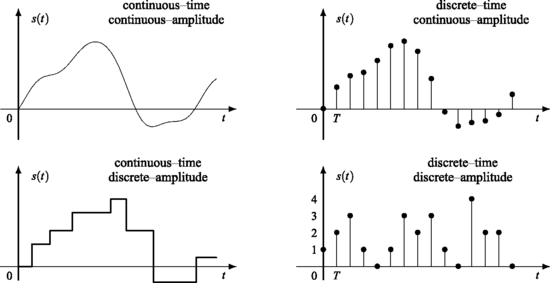 continuous–time
continuous–amplitude
s(t)
0
t
discrete–time
continuous–amplitude
s(t)
0
T
t
continuous–time
discrete–amplitude
s(t)
0
t
discrete–time
discrete–amplitude
s(t)
4
3
2
1
0
T
t